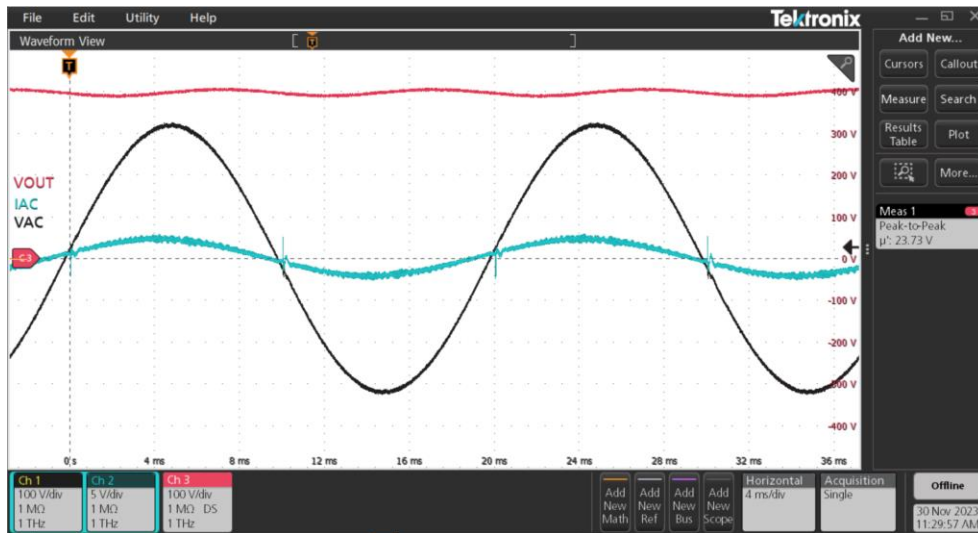 File Edit Utility Help Tektronix
Waveform View [ T ]
Add New...
T
Cursors Callout
Measure Search
Results Table Plot
More...
Meas 1 3
Peak-to-Peak
µ': 23.73 V
400 V
300 V
200 V
100 V
0 V
-100 V
-200 V
-300 V
-400 V
VOUT
IAC
VAC
C3
0 s 4 ms 8 ms 12 ms 16 ms 20 ms 24 ms 28 ms 32 ms 36 ms
Ch 1
100 V/div
1 MΩ
1 THz
Ch 2
5 V/div
1 MΩ
1 THz
Ch 3
100 V/div
1 MΩ DS
1 THz
Add New Math
Add New Ref
Add New Bus
Add New Scope
Horizontal
4 ms/div
Acquisition
Single
Offline
30 Nov 2023
11:29:57 AM